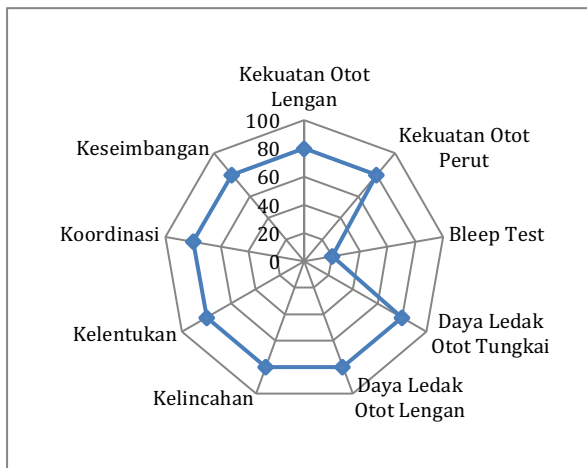 Kekuatan Otot
Lengan
100
80
60
40
20
0
Kekuatan Otot
Perut
Bleep Test
Daya Ledak
Otot Tungkai
Daya Ledak
Otot Lengan
Kelincahan
Kelentukan
Koordinasi
Keseimbangan